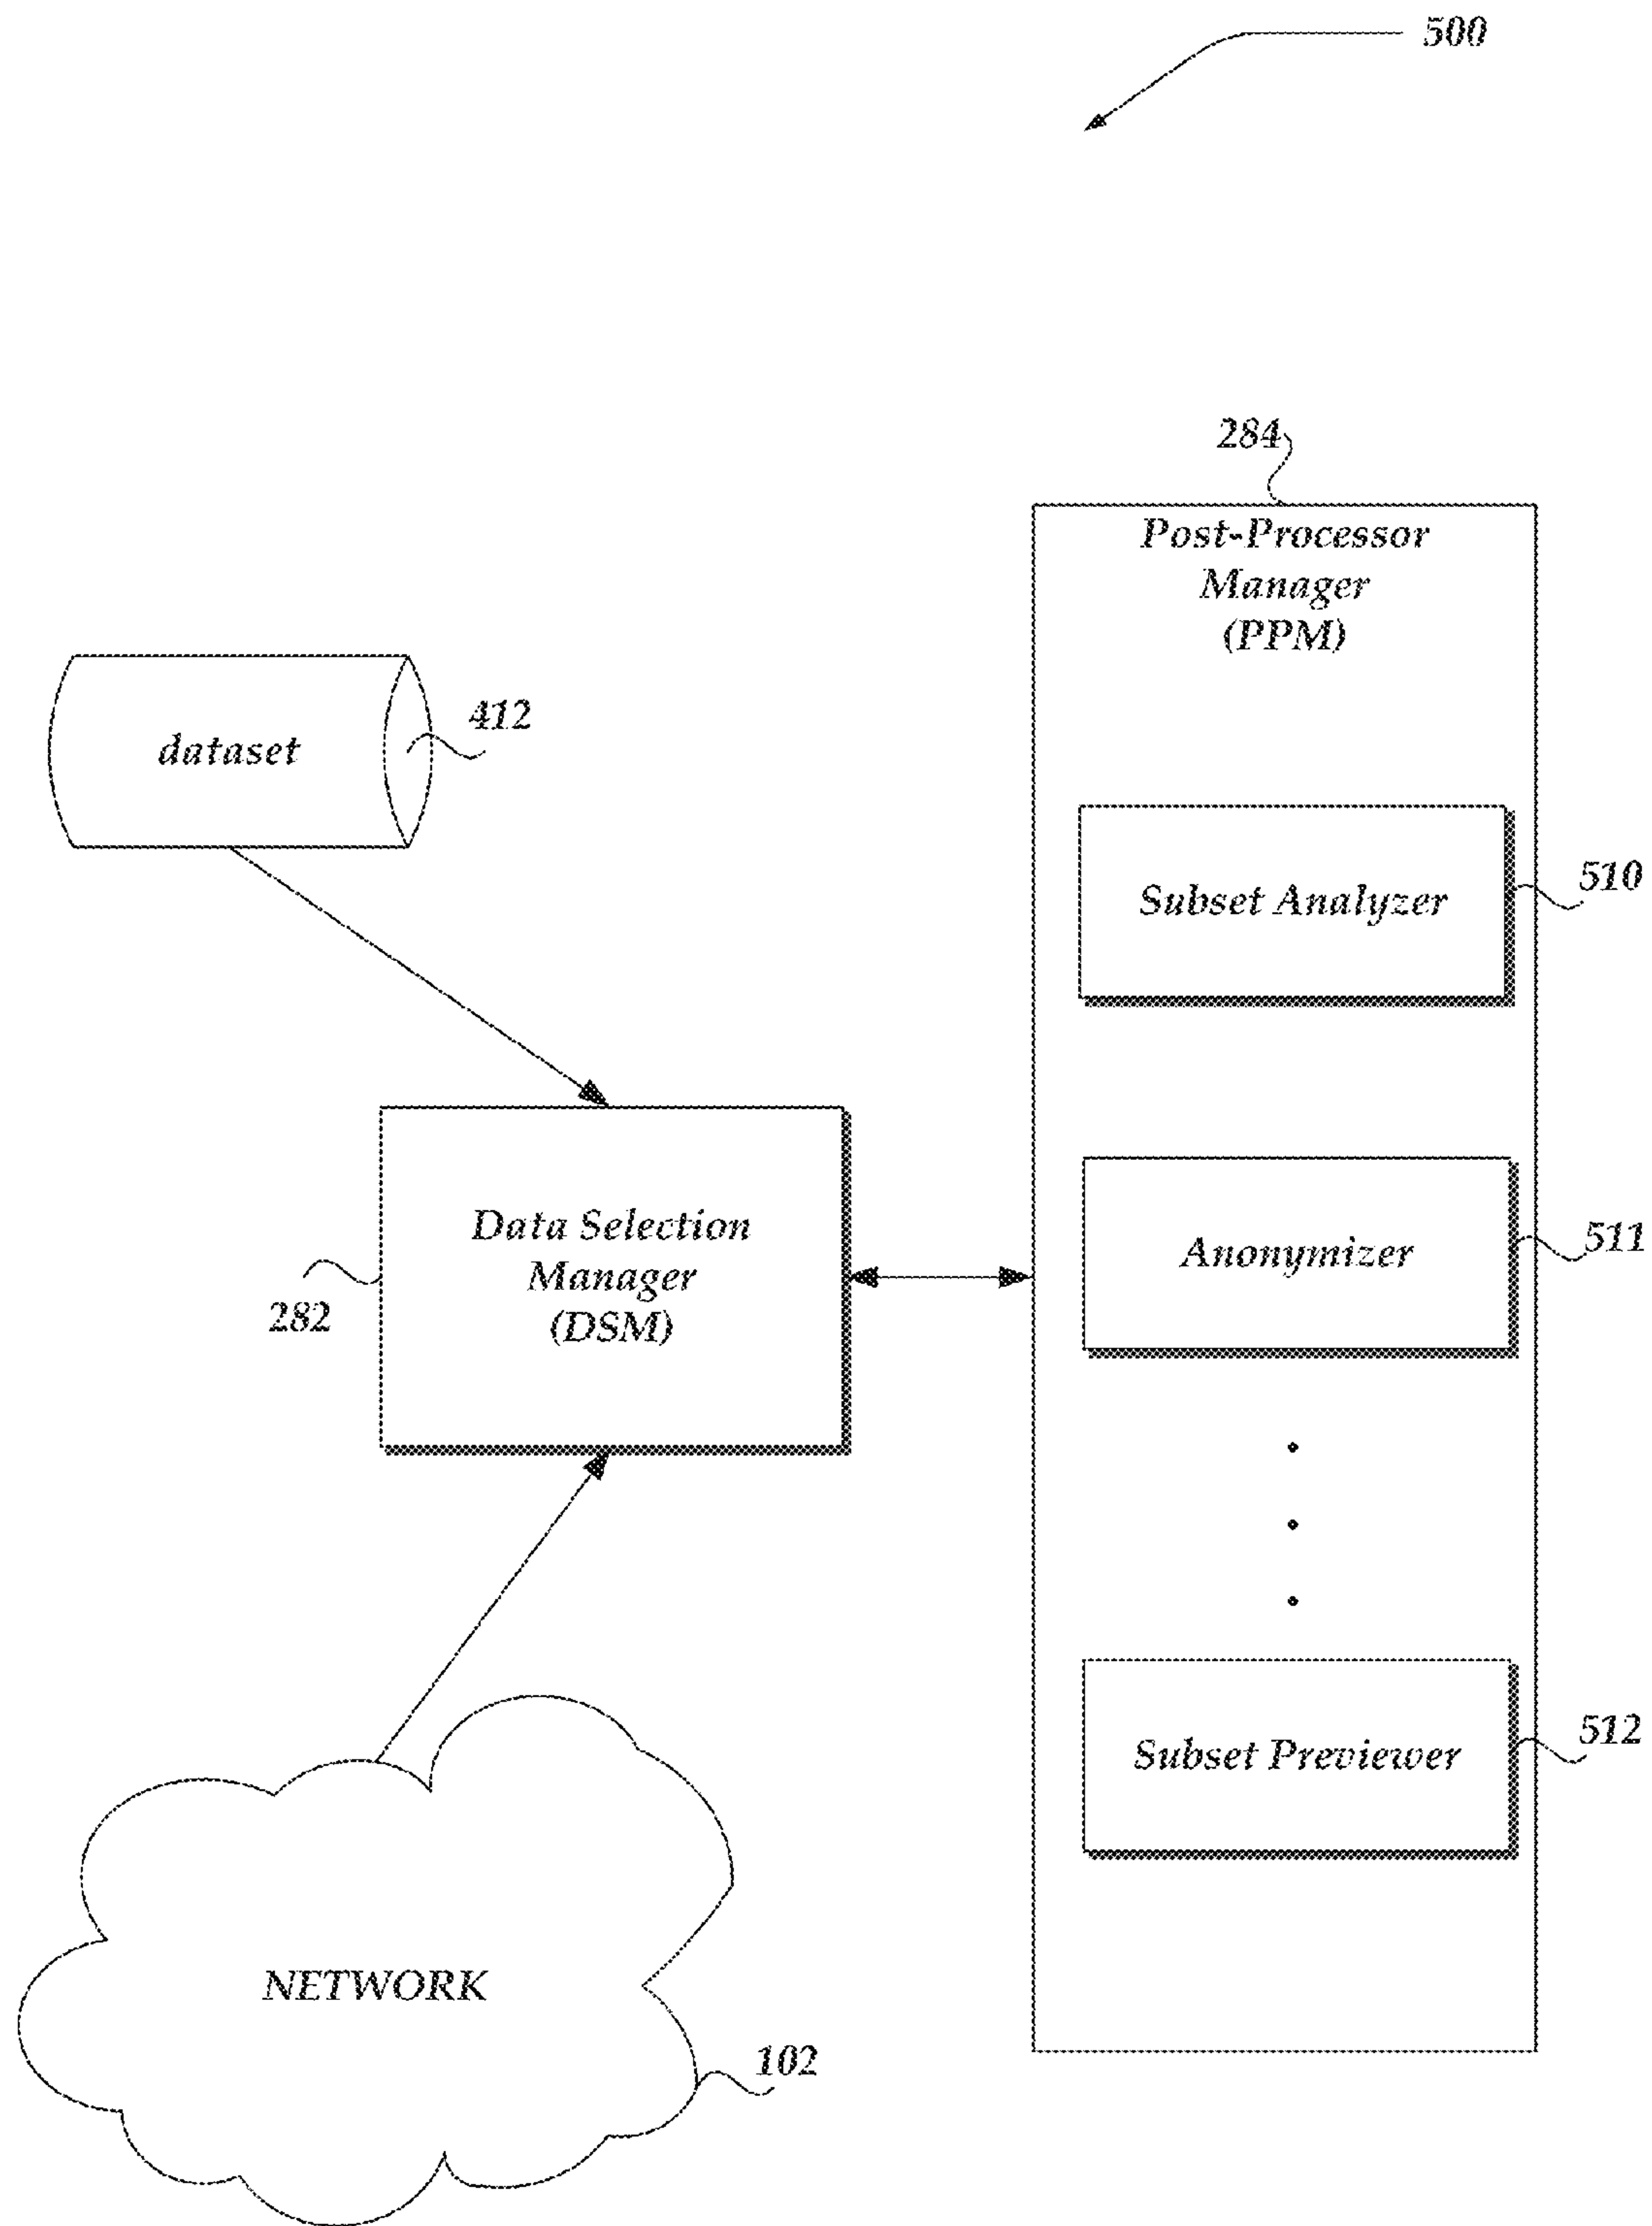 500
284
Post-Processor
Manager
(PPM)
412
dataset
510
Subset Analyzer
Data Selection
Manager
(DSM)
282
511
Anonymizer
512
Subset Previewer
NETWORK
102